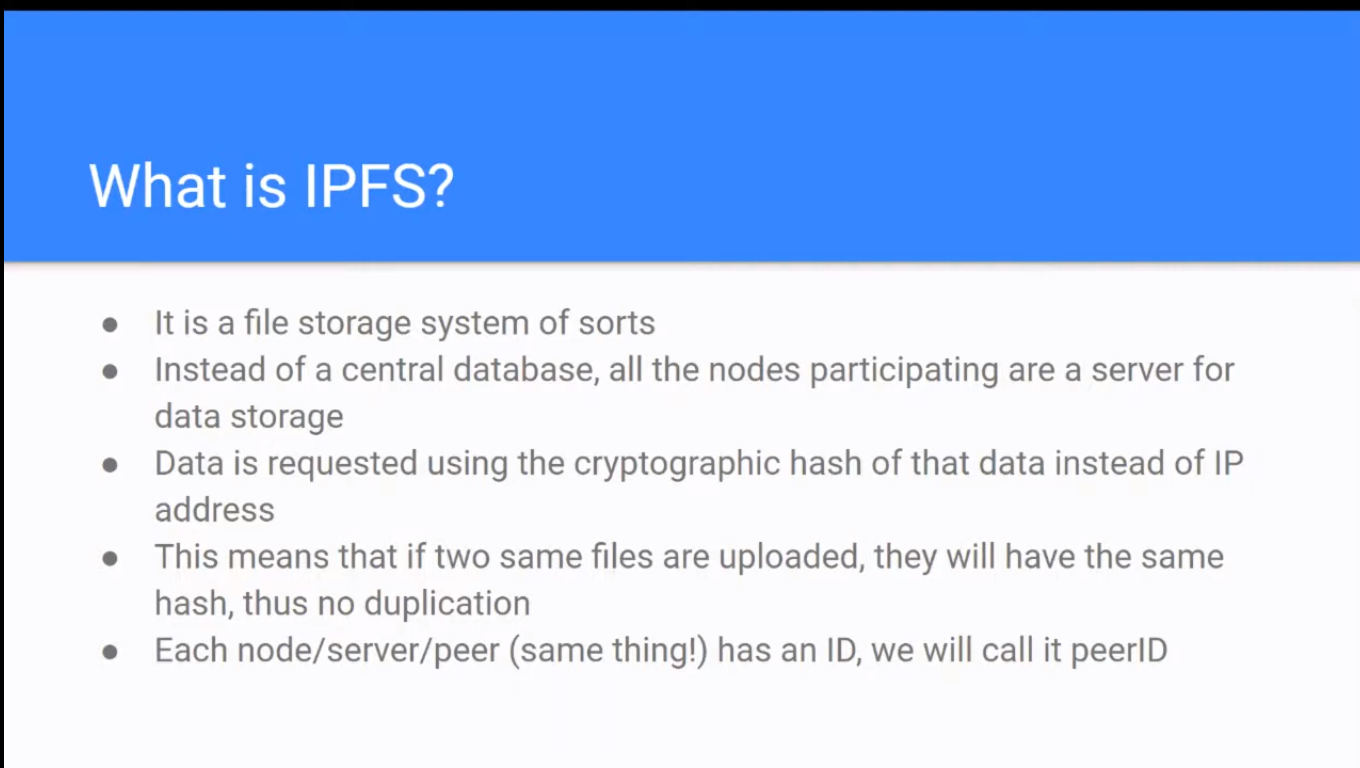 What is IPFS?
● It is a file storage system of sorts
● Instead of a central database, all the nodes participating are a server for
data storage
● Data is requested using the cryptographic hash of that data instead of IP
address
● This means that if two same files are uploaded, they will have the same
hash, thus no duplication
● Each node/server/peer (same thing!) has an ID, we will call it peerID